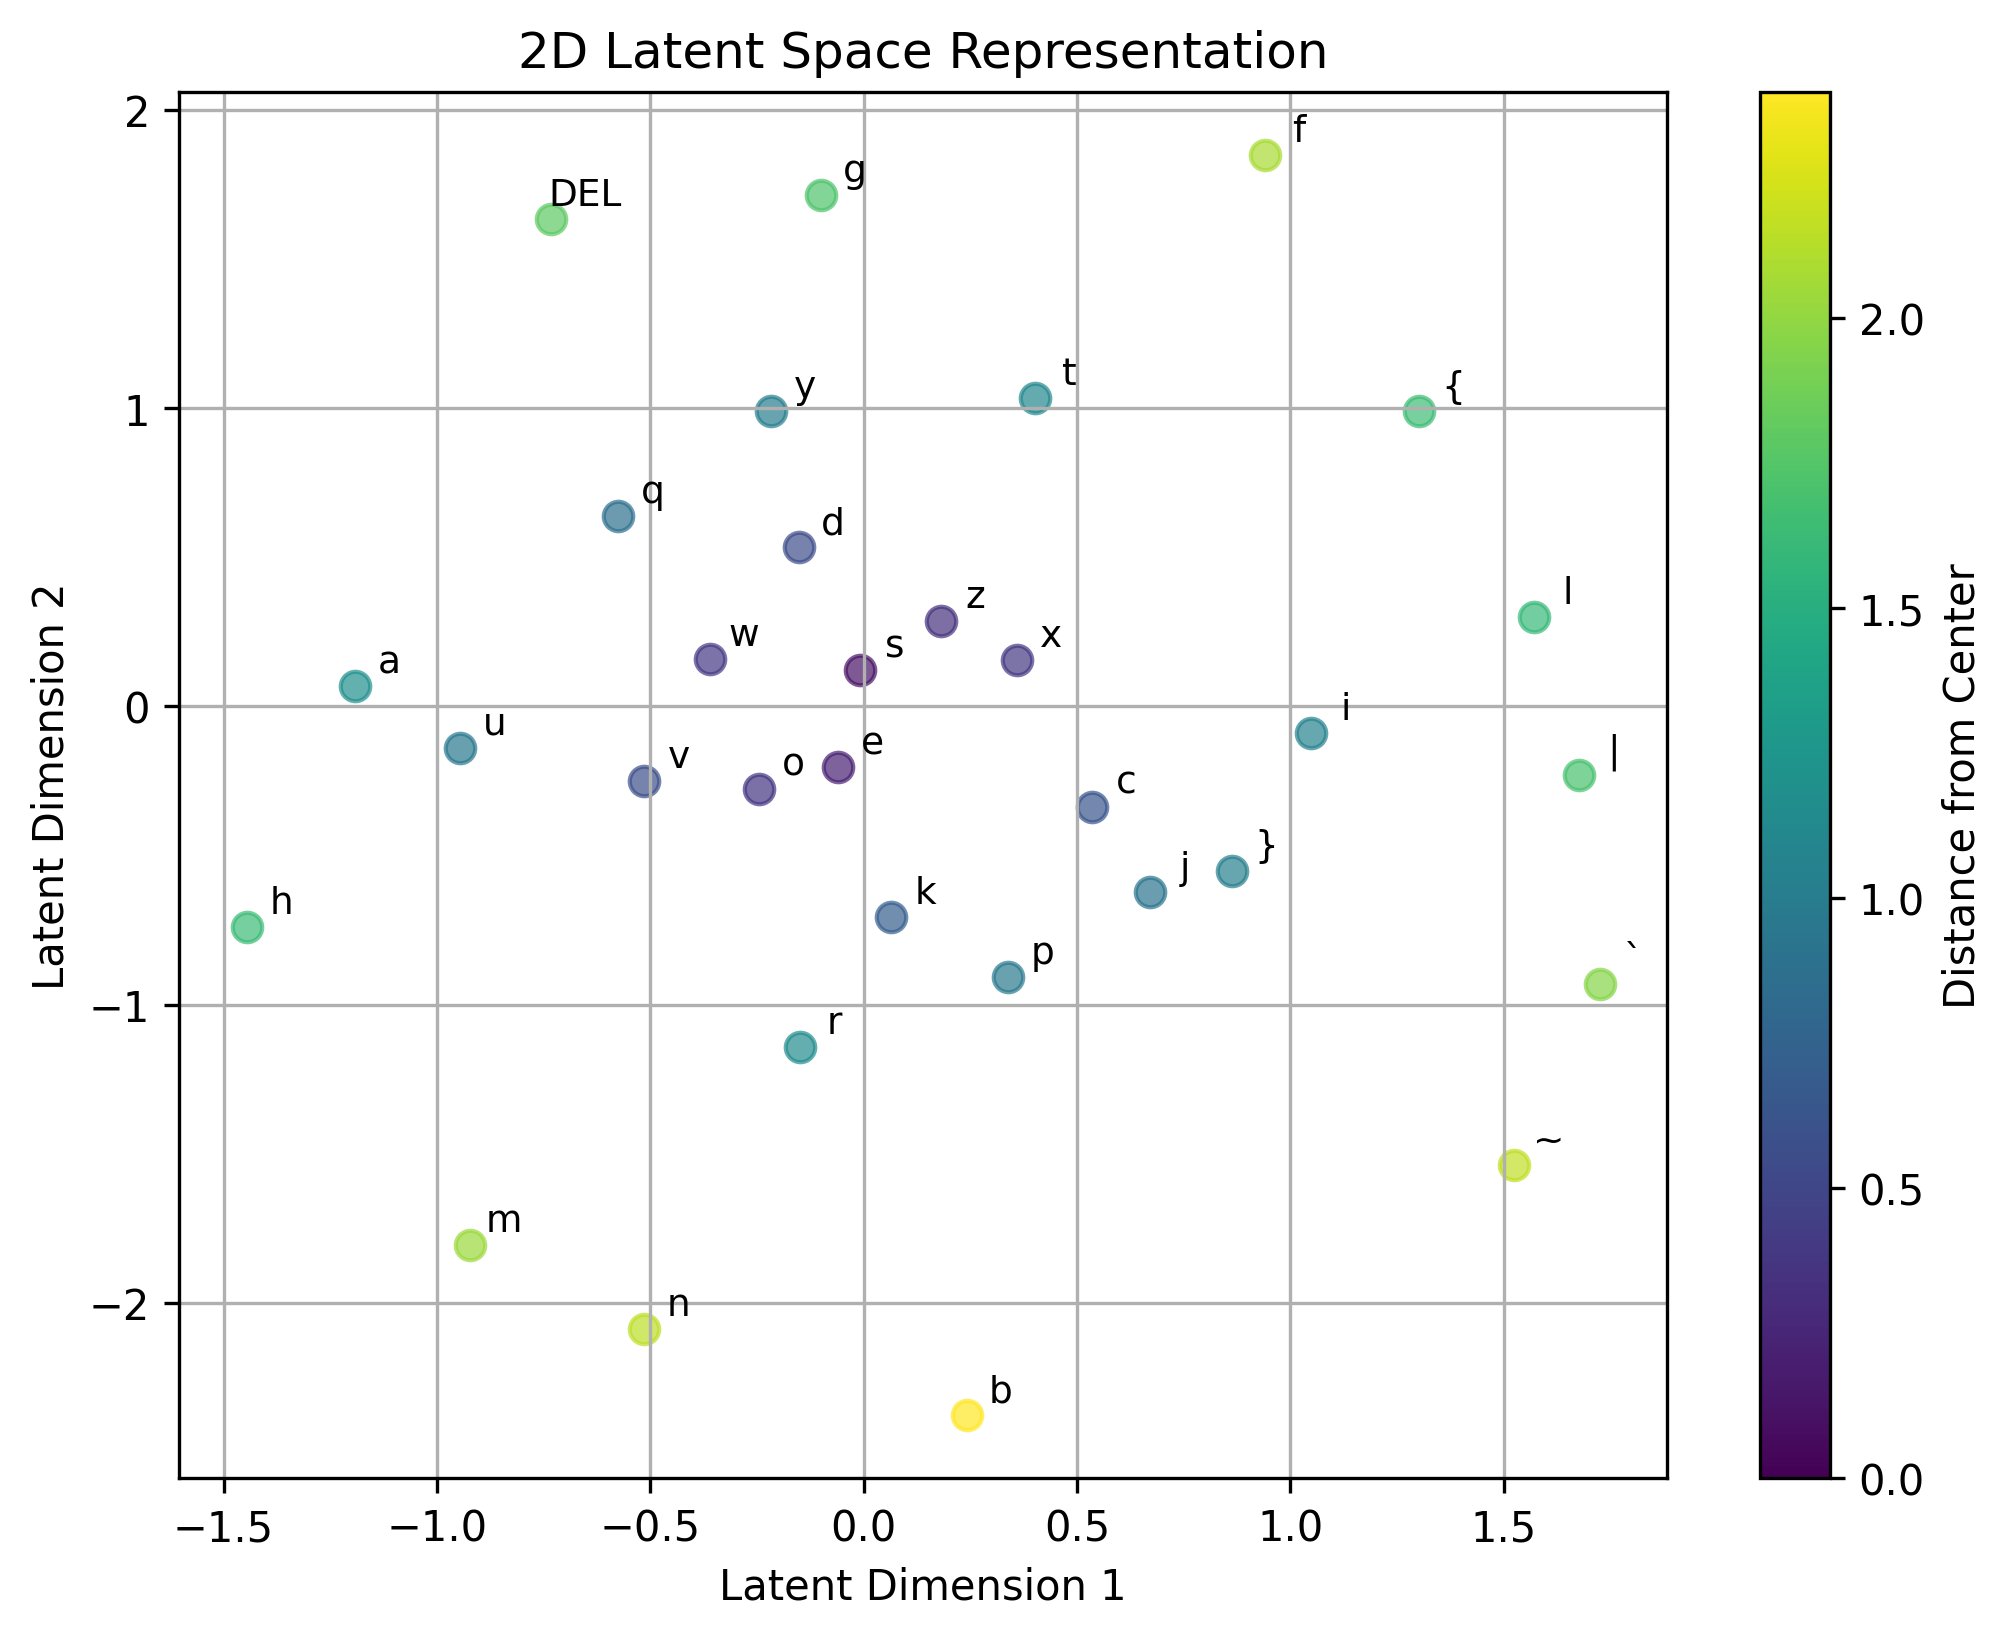 2D Latent Space Representation
2
1
0
−1
−2
Latent Dimension 2
DEL
g
f
y
t
{
q
d
z
l
w
s
x
a
u
v
o
e
i
|
c
j
}
h
k
p
`
r
~
m
n
b
−1.5
−1.0
−0.5
0.0
0.5
1.0
1.5
Latent Dimension 1
2.0
1.5
1.0
0.5
0.0
Distance from Center